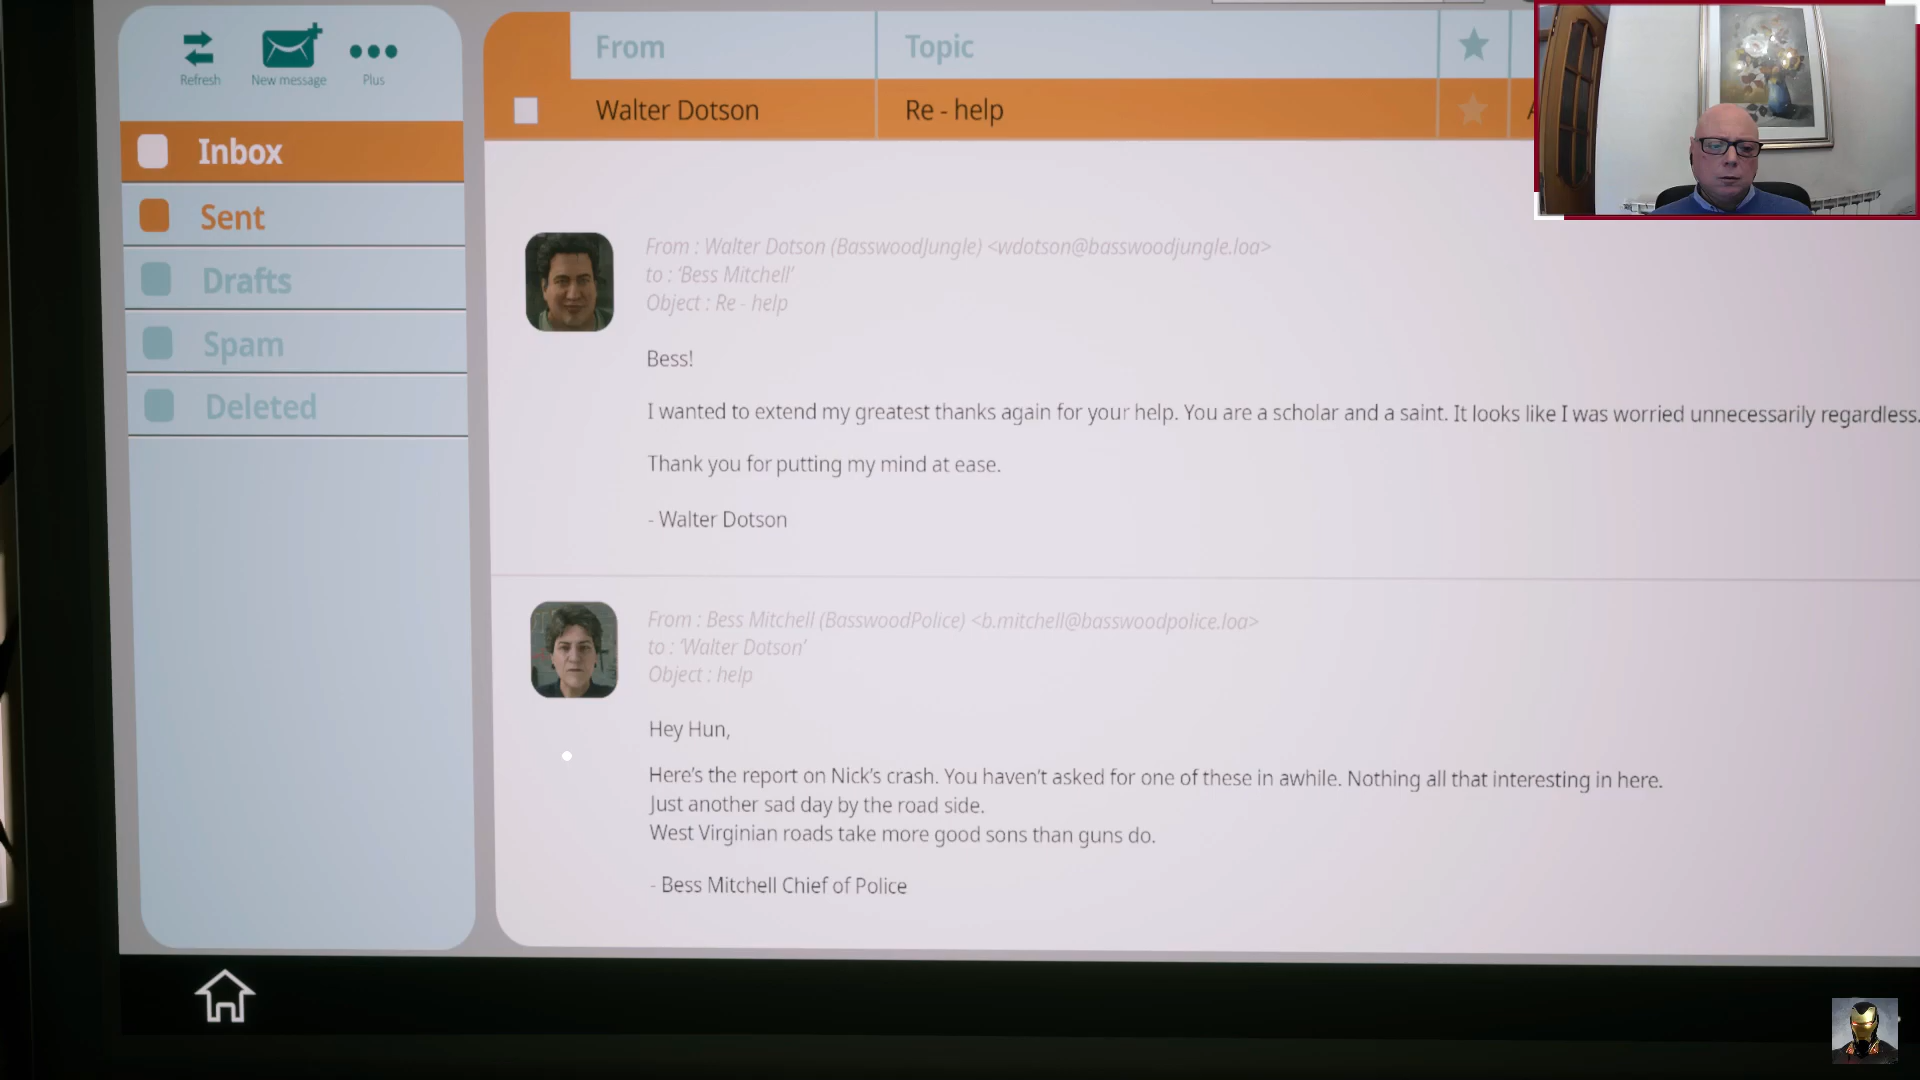 Refresh
New message
Plus
Inbox
Sent
Drafts
Spam
Deleted
From
Topic
Walter Dotson
Re - help
From : Walter Dotson (BasswoodJungle) <wdotson@basswoodjungle.loa>
to : 'Bess Mitchell'
Object : Re - help
Bess!
I wanted to extend my greatest thanks again for your help. You are a scholar and a saint. It looks like I was worried unnecessarily regardless.
Thank you for putting my mind at ease.
- Walter Dotson
From : Bess Mitchell (BasswoodPolice) <b.mitchell@basswoodpolice.loa>
to : 'Walter Dotson'
Object : help
Hey Hun,
Here's the report on Nick's crash. You haven't asked for one of these in awhile. Nothing all that interesting in here.
Just another sad day by the road side.
West Virginian roads take more good sons than guns do.
- Bess Mitchell Chief of Police